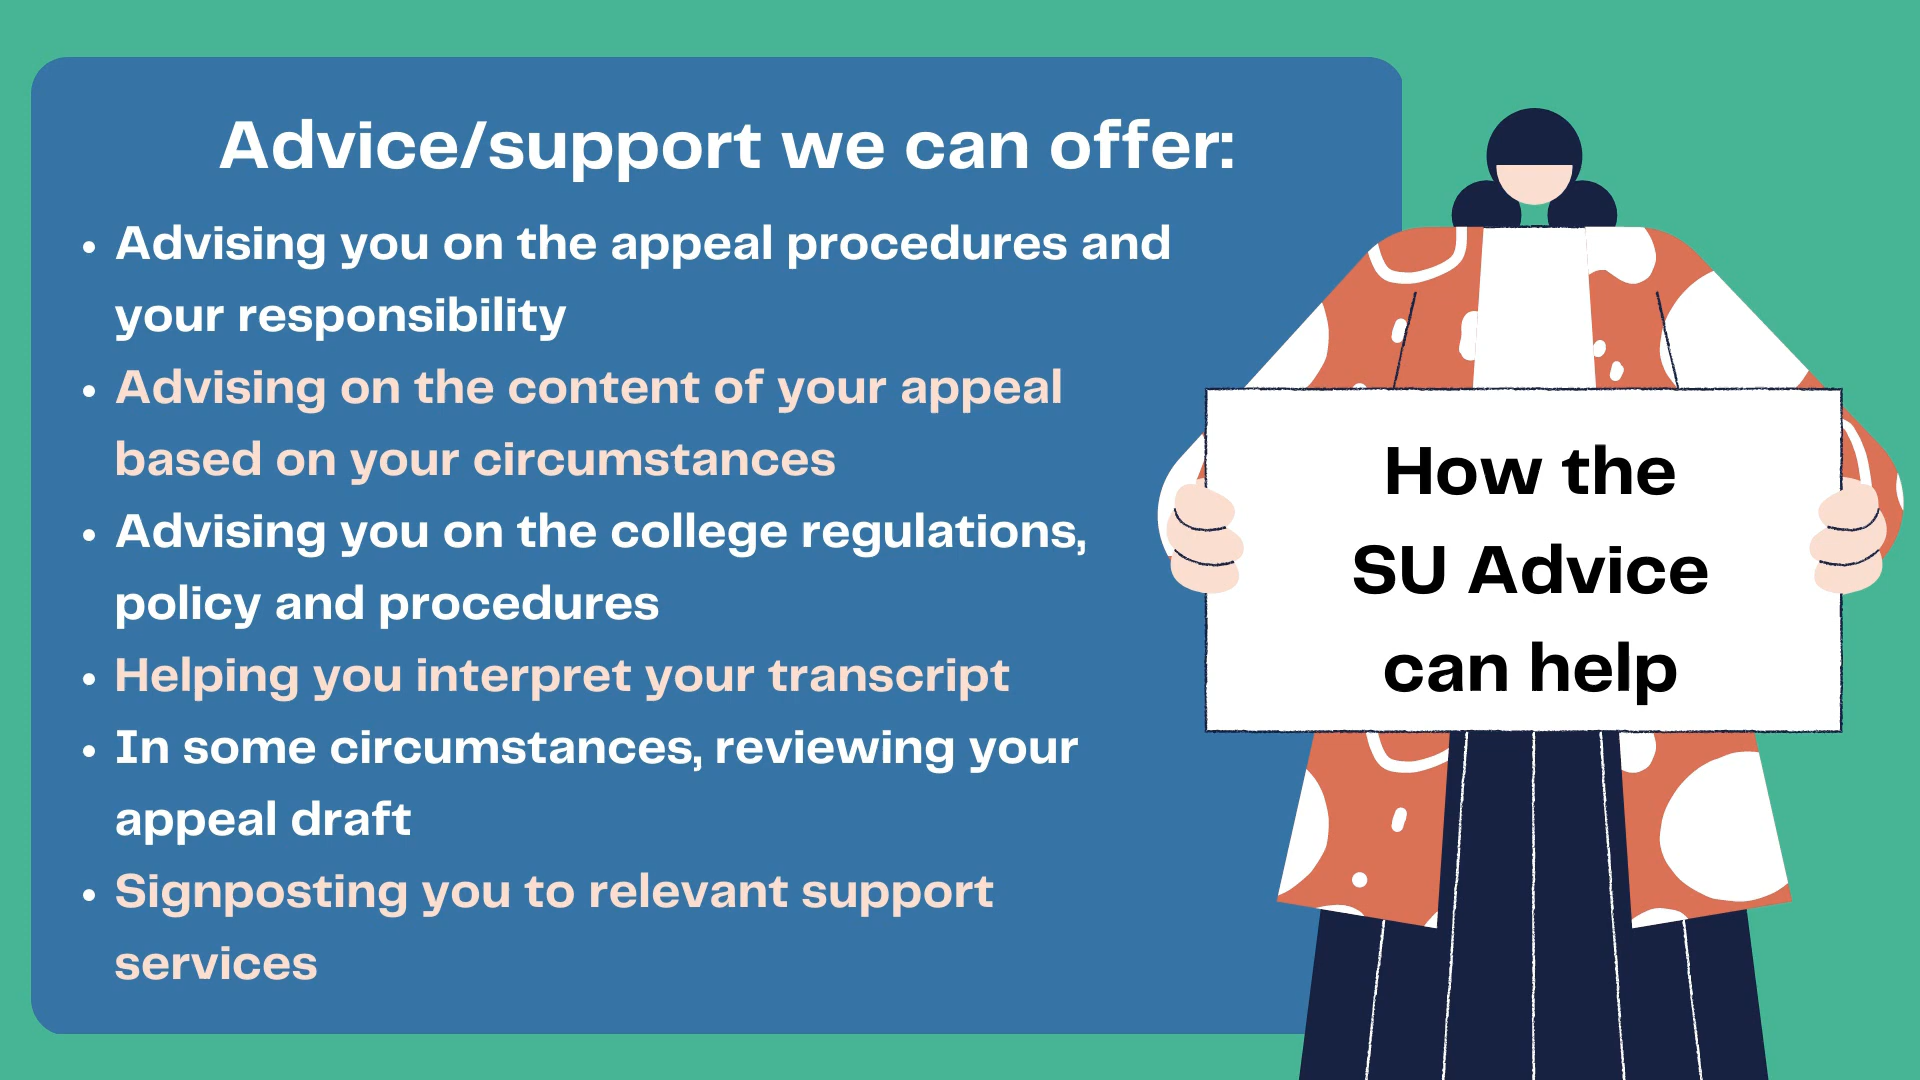 Advice/support we can offer:
• Advising you on the appeal procedures and
your responsibility
• Advising on the content of your appeal
based on your circumstances
• Advising you on the college regulations,
policy and procedures
• Helping you interpret your transcript
• In some circumstances, reviewing your
appeal draft
• Signposting you to relevant support
services
How the
SU Advice
can help